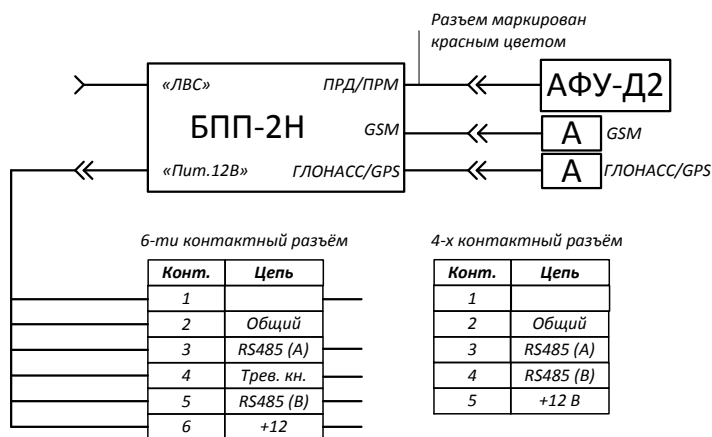 Разъем маркирован
красным цветом
«ЛВС»
ПРД/ПРМ
АФУ-Д2
БПП-2Н
GSM
А
GSM
«Пит.12В»
ГЛОНАСС/GPS
А
ГЛОНАСС/GPS
6-ти контактный разъём
Конт. Цепь
1
2 Общий
3 RS485 (А)
4 Трев. кн.
5 RS485 (В)
6 +12
4-х контактный разъём
Конт. Цепь
1
2 Общий
3 RS485 (А)
4 RS485 (В)
5 +12 В